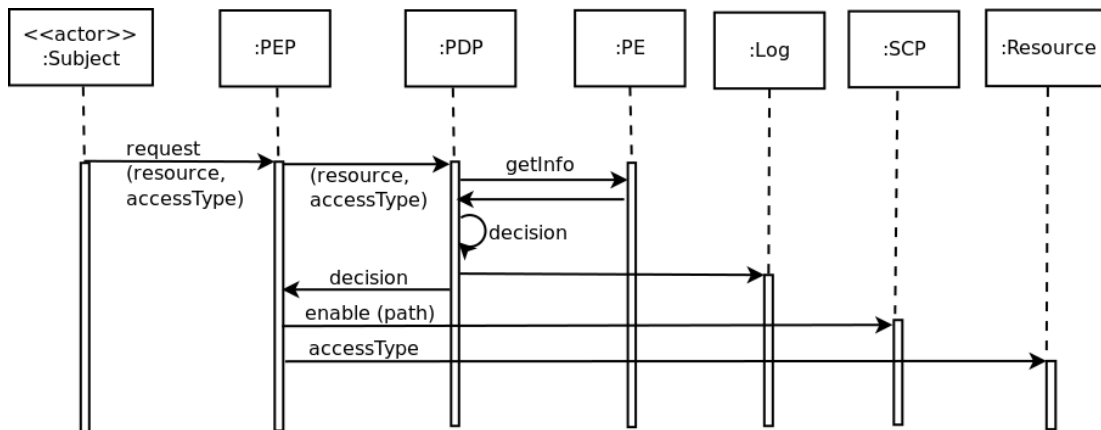 <<actor>>
:Subject
:PEP
:PDP
:PE
:Log
:SCP
:Resource
request
(resource,
accessType)
(resource,
accessType)
getInfo
decision
decision
enable (path)
accessType